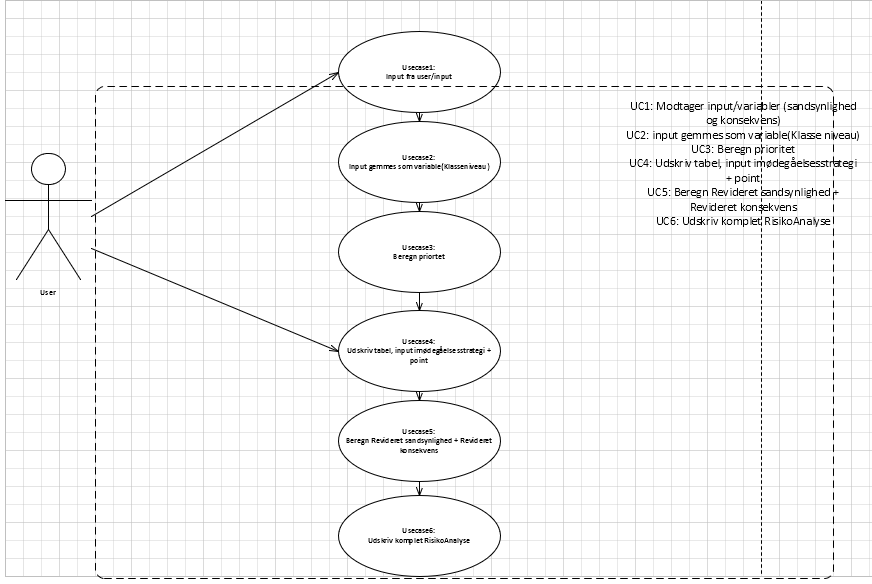 Usecase1:
Input fra user/input
Usecase2:
Input gemmes som variable(Klasseniveau)
Usecase3:
Beregn priortet
Usecase4:
Udskriv tabel, input imødegåelsesstrategi +
point
Usecase5:
Beregn Revideret sandsynlighed + Revideret
konsekvens
Usecase6:
Udskriv komplet RisikoAnalyse
User
UC1: Modtager input/variabler (sandsynlighed
og konsekvens)
UC2: input gemmes som variable(Klasse niveau)
UC3: Beregn prioritet
UC4: Udskriv tabel, input imødegåelsesstrategi
+ point
UC5: Beregn Revideret sandsynlighed +
Revideret konsekvens
UC6: Udskriv komplet RisikoAnalyse